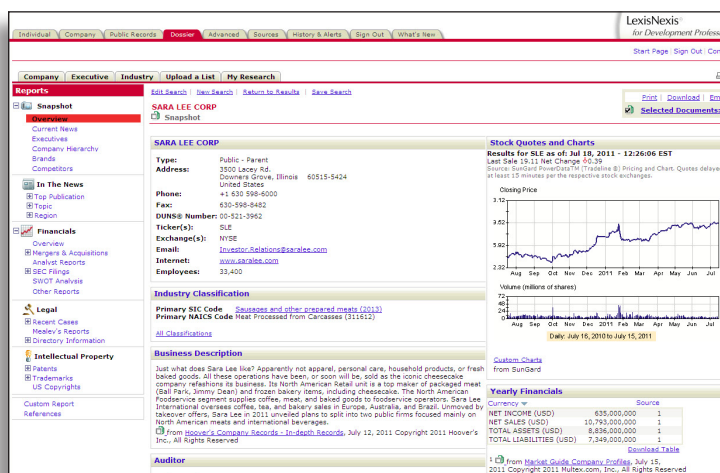 LexisNexis®
for Development Profess
Individual Company Public Records Dossier Advanced Sources History & Alerts Sign Out What's New
Start Page | Sign Out | Con
Company Executive Industry Upload a List My Research
Reports
Snapshot
Overview
Current News
Executives
Company Hierarchy
Brands
Competitors
In The News
Top Publication
Topic
Region
Financials
Overview
Mergers & Acquisitions
Analyst Reports
SEC Filings
SWOT Analysis
Other Reports
Legal
Recent Cases
Mealey's Reports
Directory Information
Intellectual Property
Patents
Trademarks
US Copyrights
Custom Report
References
Edit Search | New Search | Return to Results | Save Search
SARA LEE CORP
Snapshot
Print | Download | Em
Selected Documents:
SARA LEE CORP
Type: Public - Parent
Address: 3500 Lacey Rd.
Downers Grove, Illinois 60515-5424
United States
Phone: +1 630 598-6000
Fax: 630-598-8482
DUNS® Number: 00-521-3962
Ticker(s): SLE
Exchange(s): NYSE
Email: Investor.Relations@saralee.com
Internet: www.saralee.com
Employees: 33,400
Industry Classification
Primary SIC Code Sausages and other prepared meats (2013)
Primary NAICS Code Meat Processed from Carcasses (311612)
All Classifications
Business Description
Just what does Sara Lee like? Apparently not apparel, personal care, household products, or fresh
baked goods. All these operations have been, or soon will be, sold as the iconic cheesecake
company refashions its business. Its North American Retail unit is a top maker of packaged meat
(Ball Park, Jimmy Dean) and frozen bakery items, including cheesecake. The North American
Foodservice segment supplies coffee, meat, and baked goods to foodservice operators. Sara Lee
International oversees coffee, tea, and bakery sales in Europe, Australia, and Brazil. Unmoved by
takeover offers, Sara Lee in 2011 unveiled plans to split into two public firms focused mainly on
North American meats and international beverages.
from Hoover's Company Records - In-depth Records, July 12, 2011 Copyright 2011 Hoover's
Inc., All Rights Reserved
Auditor
Stock Quotes and Charts
Results for SLE as of: Jul 18, 2011 - 12:26:06 EST
Last Sale 19.11 Net Change 0.39
Source: SunGard PowerData™ (Tradeline ®) Pricing and Chart. Quotes delayed
at least 15 minutes per the respective stock exchanges.
Closing Price
3.12
9.52
5.92
2.32
Aug Sep Oct Nov Dec 2011 Feb Mar Apr May Jun Jul
Volume (millions of shares)
72
48
24
0
Aug Sep Oct Nov Dec 2011 Feb Mar Apr May Jun Jul
Daily: July 16, 2010 to July 15, 2011
Custom Charts
from SunGard
Yearly Financials
Currency Source
NET INCOME (USD) 635,000,000 1
NET SALES (USD) 10,793,000,000 1
TOTAL ASSETS (USD) 8,836,000,000 1
TOTAL LIABILITIES (USD) 7,349,000,000 1
Download Table
1 from Market Guide Company Profiles, July 15,
2011 Copyright 2011 Multex.com, Inc., All Rights Reserved